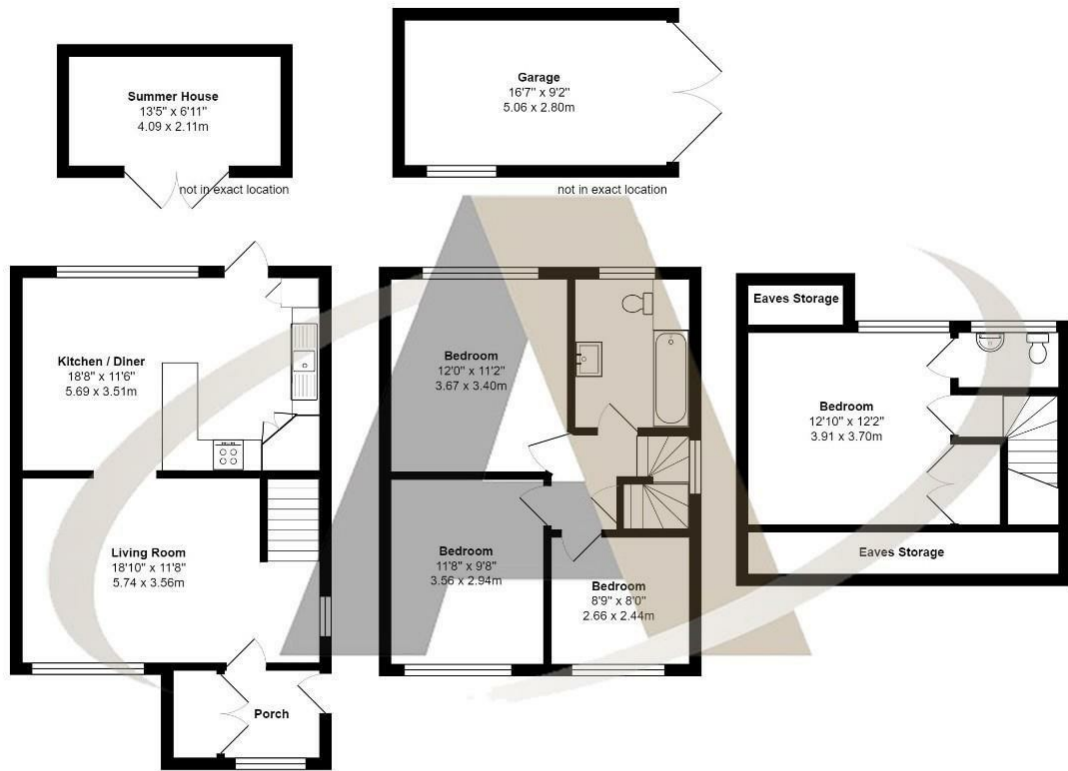 Summer House
13'5" x 6'11"
4.09 x 2.11m
not in exact location
Garage
16'7" x 9'2"
5.06 x 2.80m
not in exact location
Kitchen / Diner
18'8" x 11'6"
5.69 x 3.51m
Living Room
18'10" x 11'8"
5.74 x 3.56m
Porch
Bedroom
12'0" x 11'2"
3.67 x 3.40m
Bedroom
11'8" x 9'8"
3.56 x 2.94m
Bedroom
8'9" x 8'0"
2.66 x 2.44m
Eaves Storage
Bedroom
12'10" x 12'2"
3.91 x 3.70m
Eaves Storage